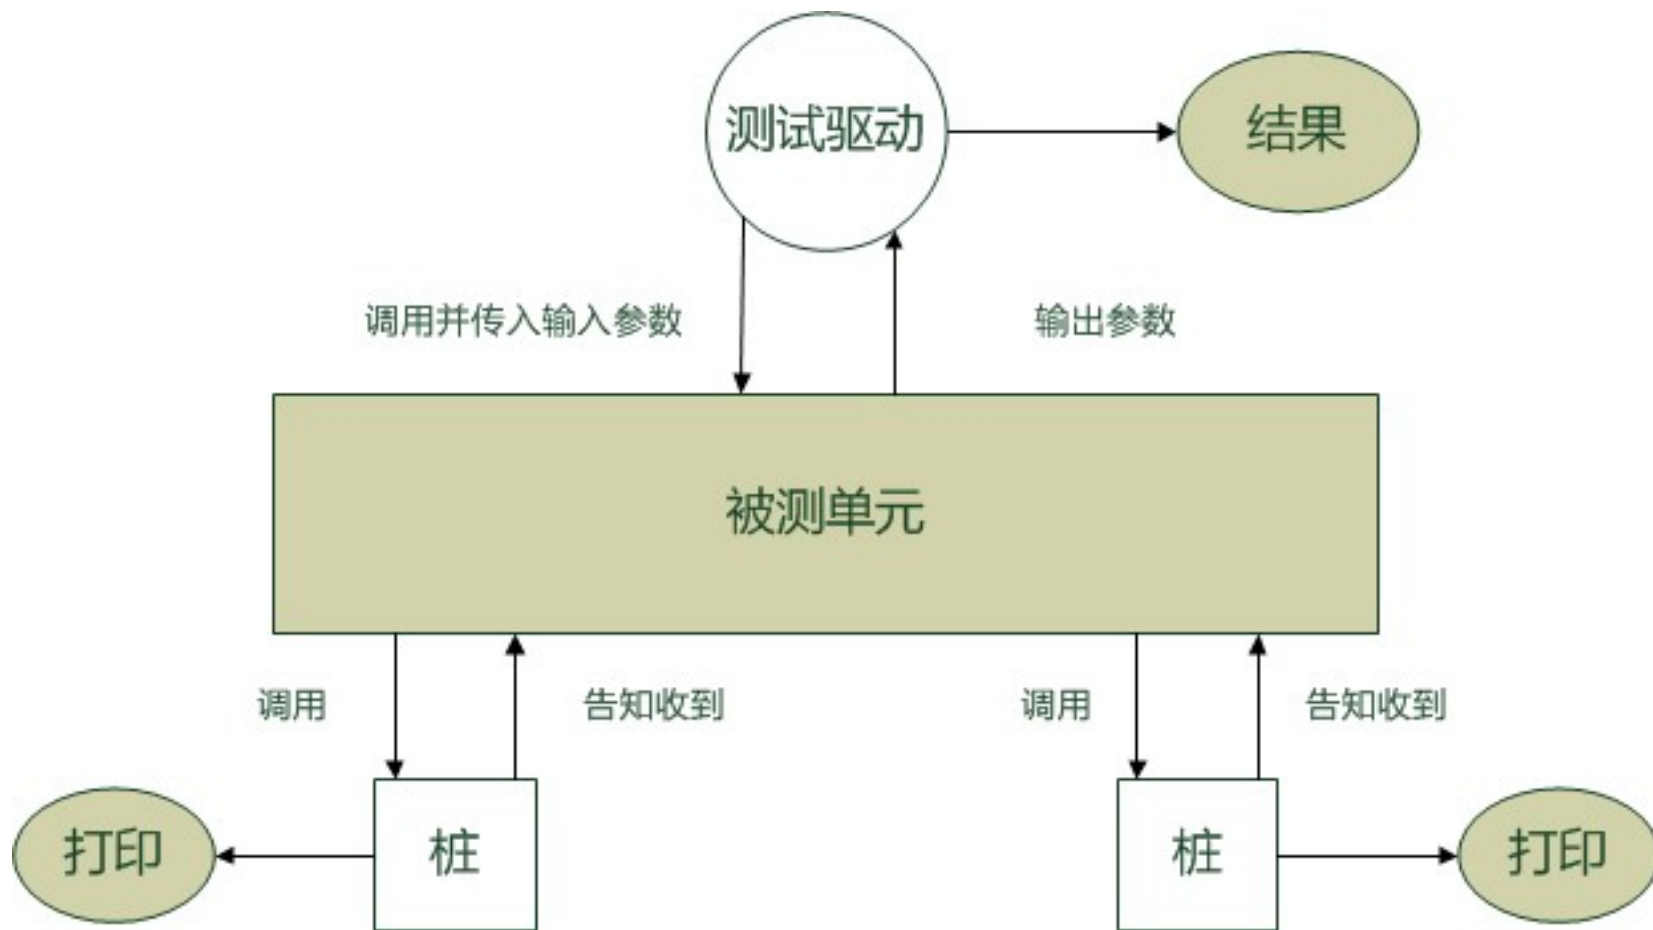 测试驱动
结果
调用并传入输入参数
输出参数
被测单元
调用
告知收到
调用
告知收到
打印
桩
桩
打印